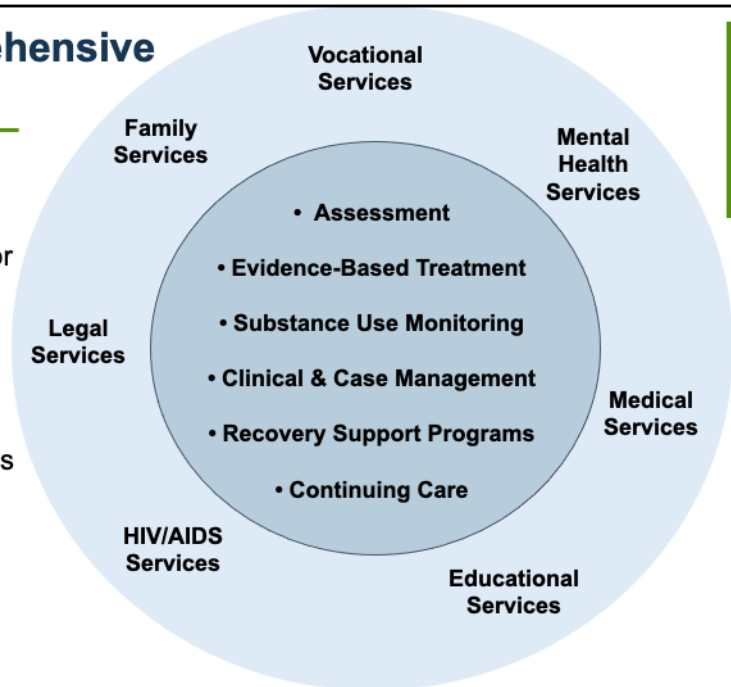 ehensive
Vocational
Services
Family
Services
Mental
Health
Services
• Assessment
• Evidence-Based Treatment
• Substance Use Monitoring
• Clinical & Case Management
• Recovery Support Programs
• Continuing Care
or
Legal
Services
Medical
Services
s
HIV/AIDS
Services
Educational
Services